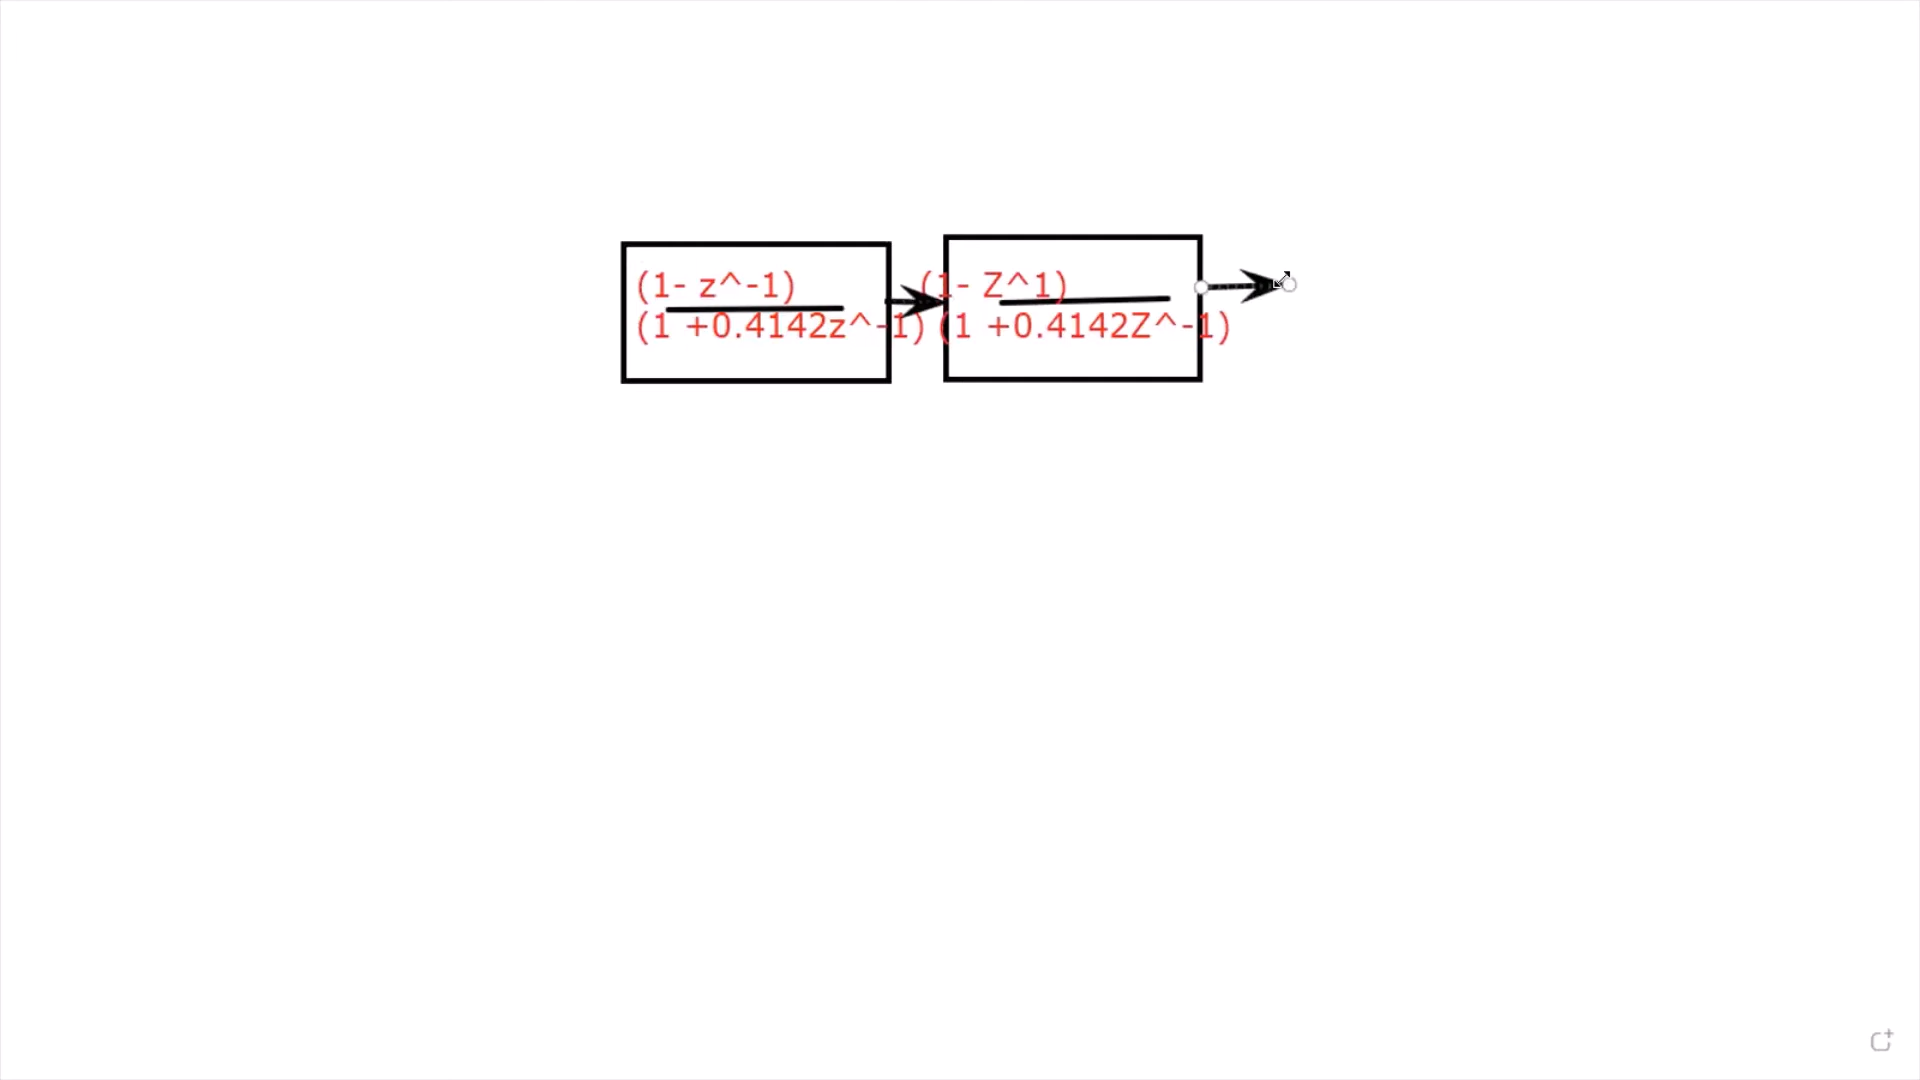 (1- z^-1)
(1 +0.4142z^-1)
(1- Z^1)
(1 +0.4142Z^-1)